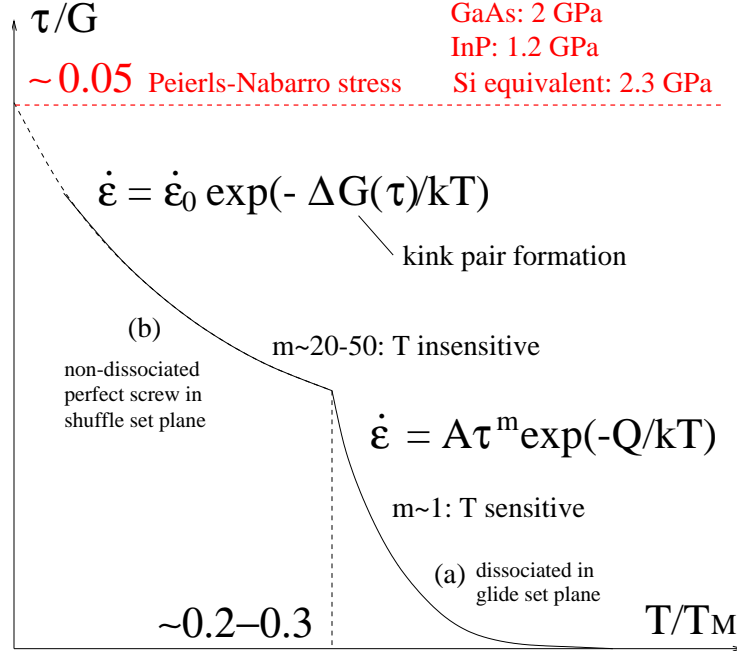 τ/G
GaAs: 2 GPa
InP: 1.2 GPa
~0.05 Peierls-Nabarro stress
Si equivalent: 2.3 GPa
ε̇ = ε̇₀ exp(- ΔG(τ)/kT)
kink pair formation
(b)
m~20-50: T insensitive
non-dissociated
perfect screw in
shuffle set plane
ε̇ = Aτᵐexp(-Q/kT)
m~1: T sensitive
(a) dissociated in
glide set plane
~0.2–0.3
T/TM